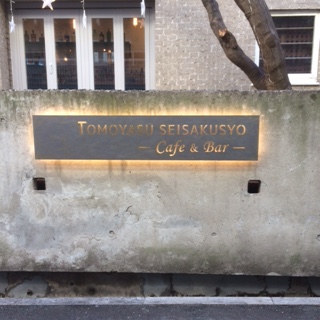 TOMOYASU SEISAKUSYO
— Cafe & Bar —